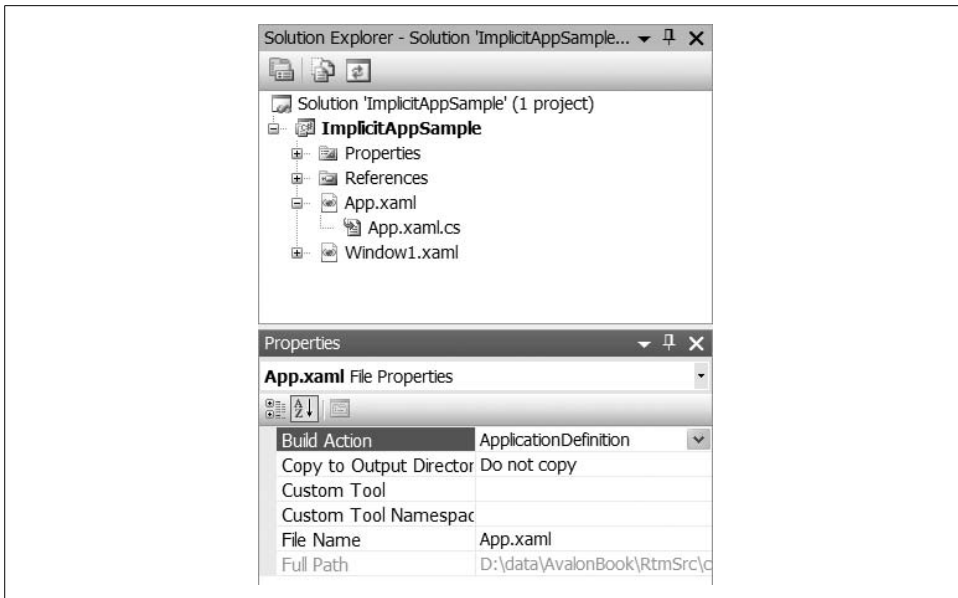 Solution Explorer - Solution 'ImplicitAppSample...
Solution 'ImplicitAppSample' (1 project)
ImplicitAppSample
Properties
References
App.xaml
App.xaml.cs
Window1.xaml
Properties
App.xaml File Properties
Build Action ApplicationDefinition
Copy to Output Director Do not copy
Custom Tool
Custom Tool Namespac
File Name App.xaml
Full Path D:\data\AvalonBook\RtmSrc\c